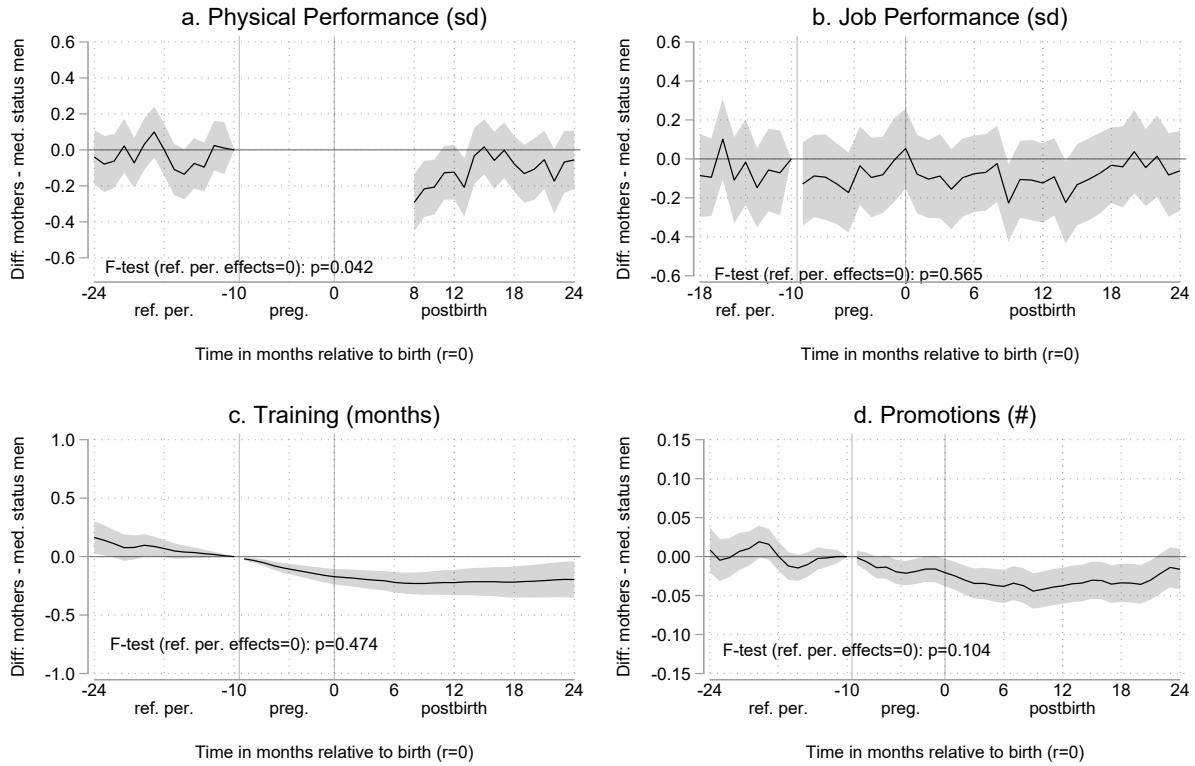 a. Physical Performance (sd)
Diff: mothers - med. status men
0.6
0.4
0.2
0.0
-0.2
-0.4
-0.6
F-test (ref. per. effects=0): p=0.042
-24 -10 0 8 12 18 24
ref. per. preg. postbirth
Time in months relative to birth (r=0)
b. Job Performance (sd)
Diff: mothers - med. status men
0.6
0.4
0.2
0.0
-0.2
-0.4
-0.6
F-test (ref. per. effects=0): p=0.565
-18 -10 0 6 12 18 24
ref. per. preg. postbirth
Time in months relative to birth (r=0)
c. Training (months)
Diff: mothers - med. status men
1.0
0.5
0.0
-0.5
-1.0
F-test (ref. per. effects=0): p=0.474
-24 -10 0 6 12 18 24
ref. per. preg. postbirth
Time in months relative to birth (r=0)
d. Promotions (#)
Diff: mothers - med. status men
0.15
0.10
0.05
0.00
-0.05
-0.10
-0.15
F-test (ref. per. effects=0): p=0.104
-24 -10 0 6 12 18 24
ref. per. preg. postbirth
Time in months relative to birth (r=0)